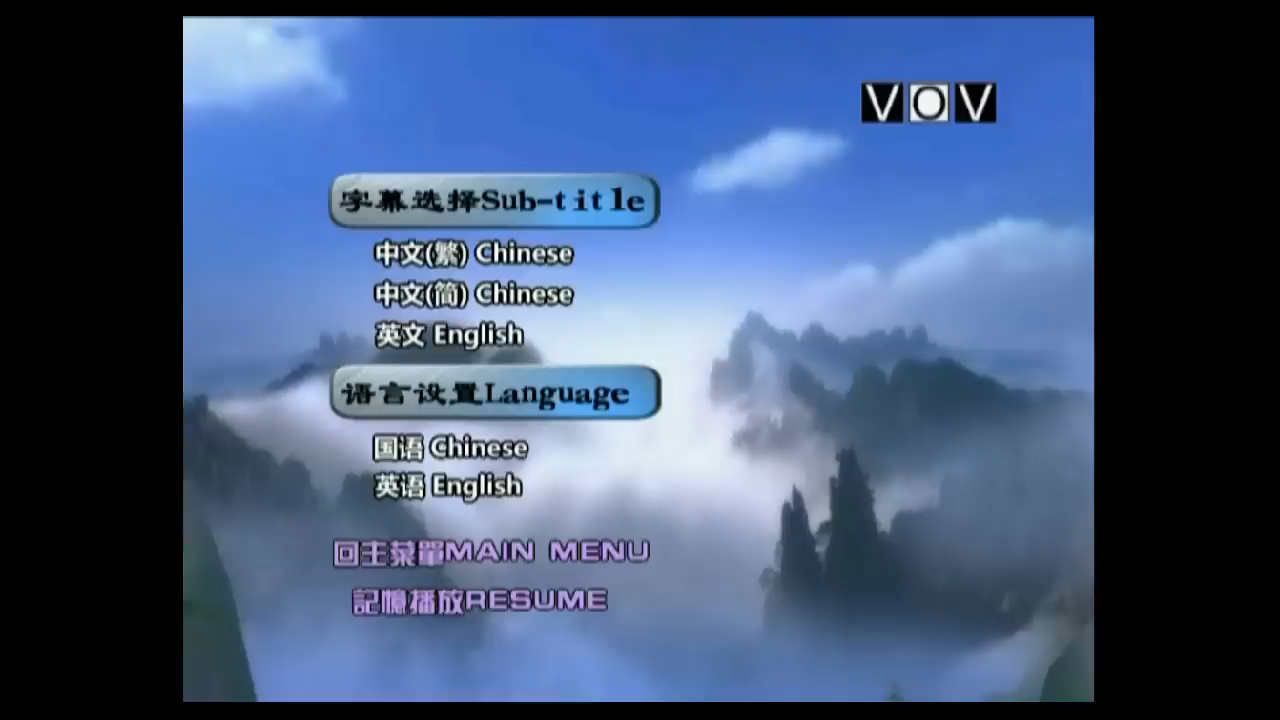 VOV
字幕选择Sub-title
中文(繁) Chinese
中文(简) Chinese
英文 English
语言设置Language
国语 Chinese
英语 English
回主菜單MAIN MENU
記憶播放RESUME